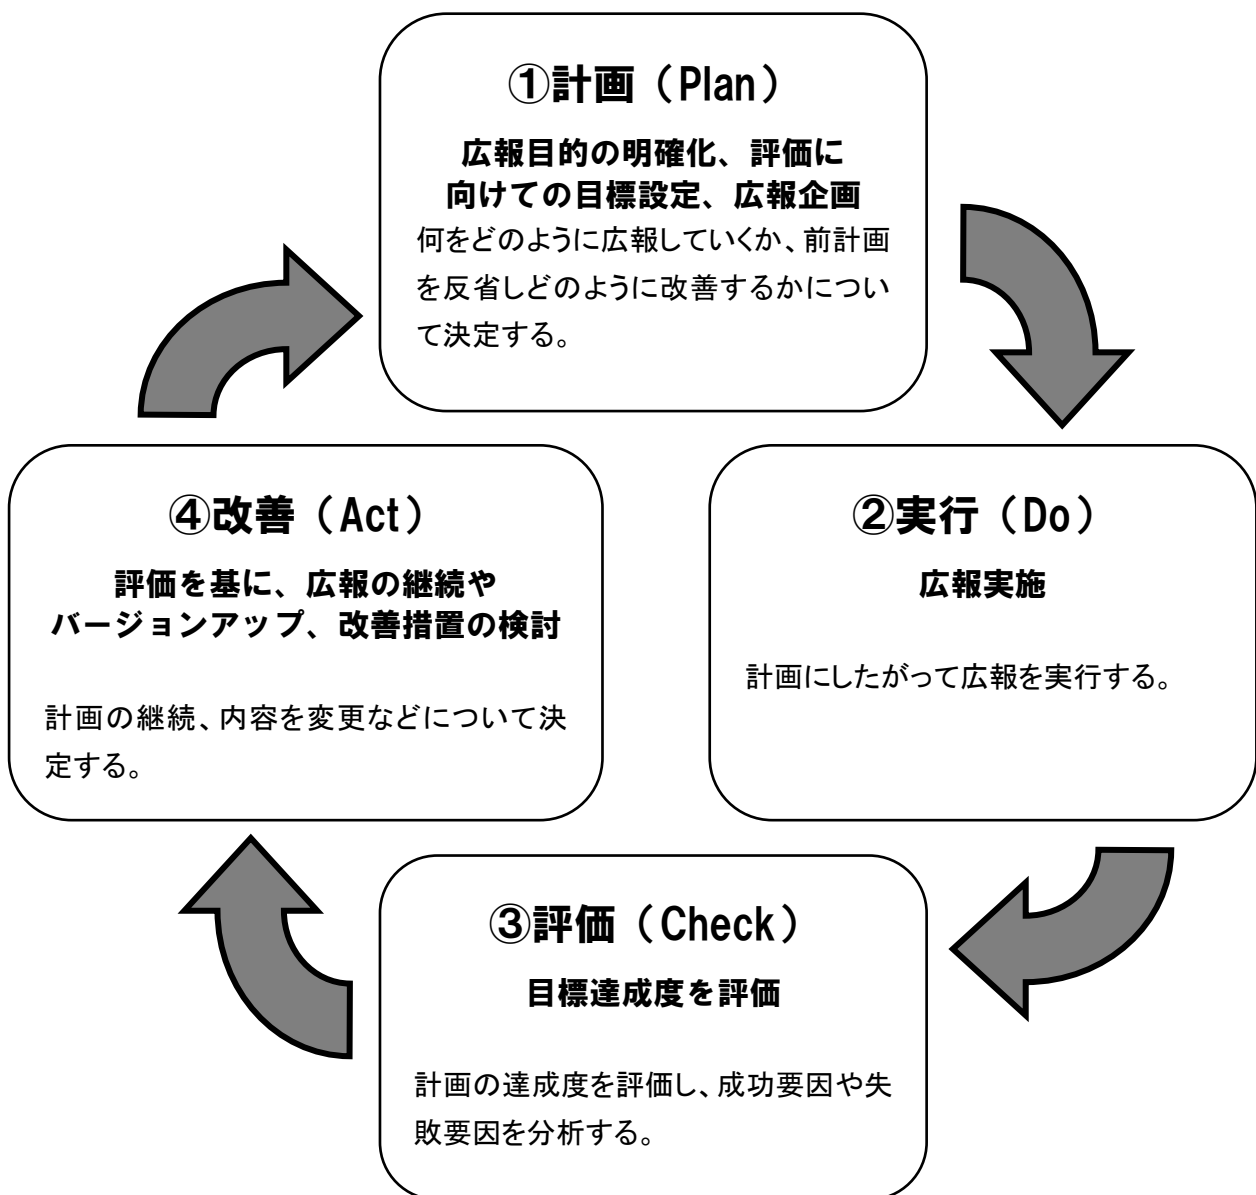 ①計画（Plan）
広報目的の明確化、評価に
向けての目標設定、広報企画
何をどのように広報していくか、前計画
を反省しどのように改善するかについ
て決定する。
②実行（Do）
広報実施
計画にしたがって広報を実行する。
③評価（Check）
目標達成度を評価
計画の達成度を評価し、成功要因や失
敗要因を分析する。
④改善（Act）
評価を基に、広報の継続や
バージョンアップ、改善措置の検討
計画の継続、内容を変更などについて決
定する。